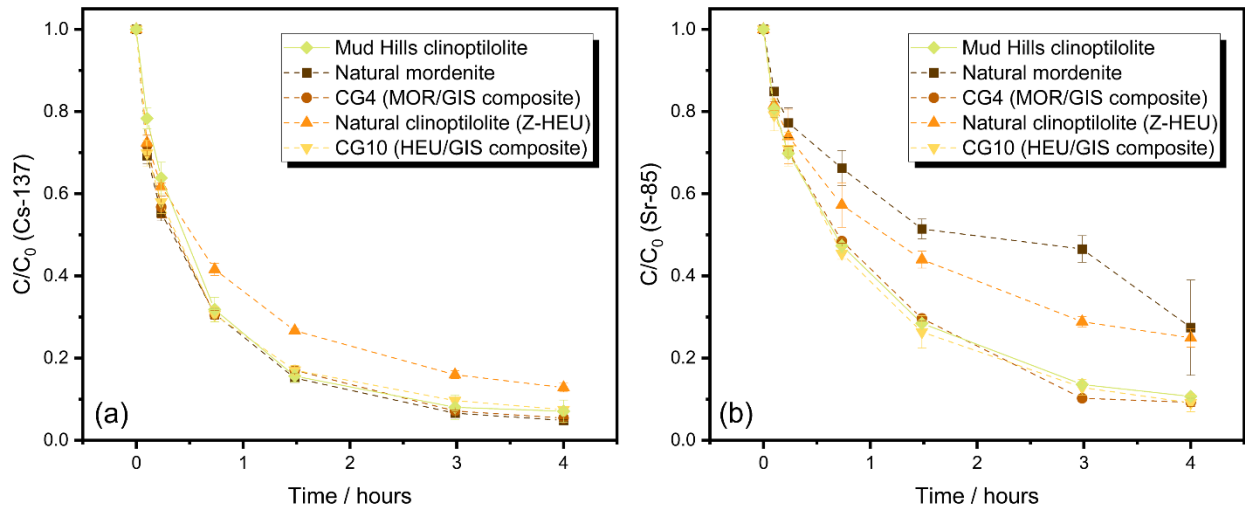 1.0
0.8
0.6
0.4
0.2
0.0
C/C₀ (Cs-137)
Mud Hills clinoptilolite
Natural mordenite
CG4 (MOR/GIS composite)
Natural clinoptilolite (Z-HEU)
CG10 (HEU/GIS composite)
(a)
0 1 2 3 4
Time / hours
1.0
0.8
0.6
0.4
0.2
0.0
C/C₀ (Sr-85)
Mud Hills clinoptilolite
Natural mordenite
CG4 (MOR/GIS composite)
Natural clinoptilolite (Z-HEU)
CG10 (HEU/GIS composite)
(b)
0 1 2 3 4
Time / hours